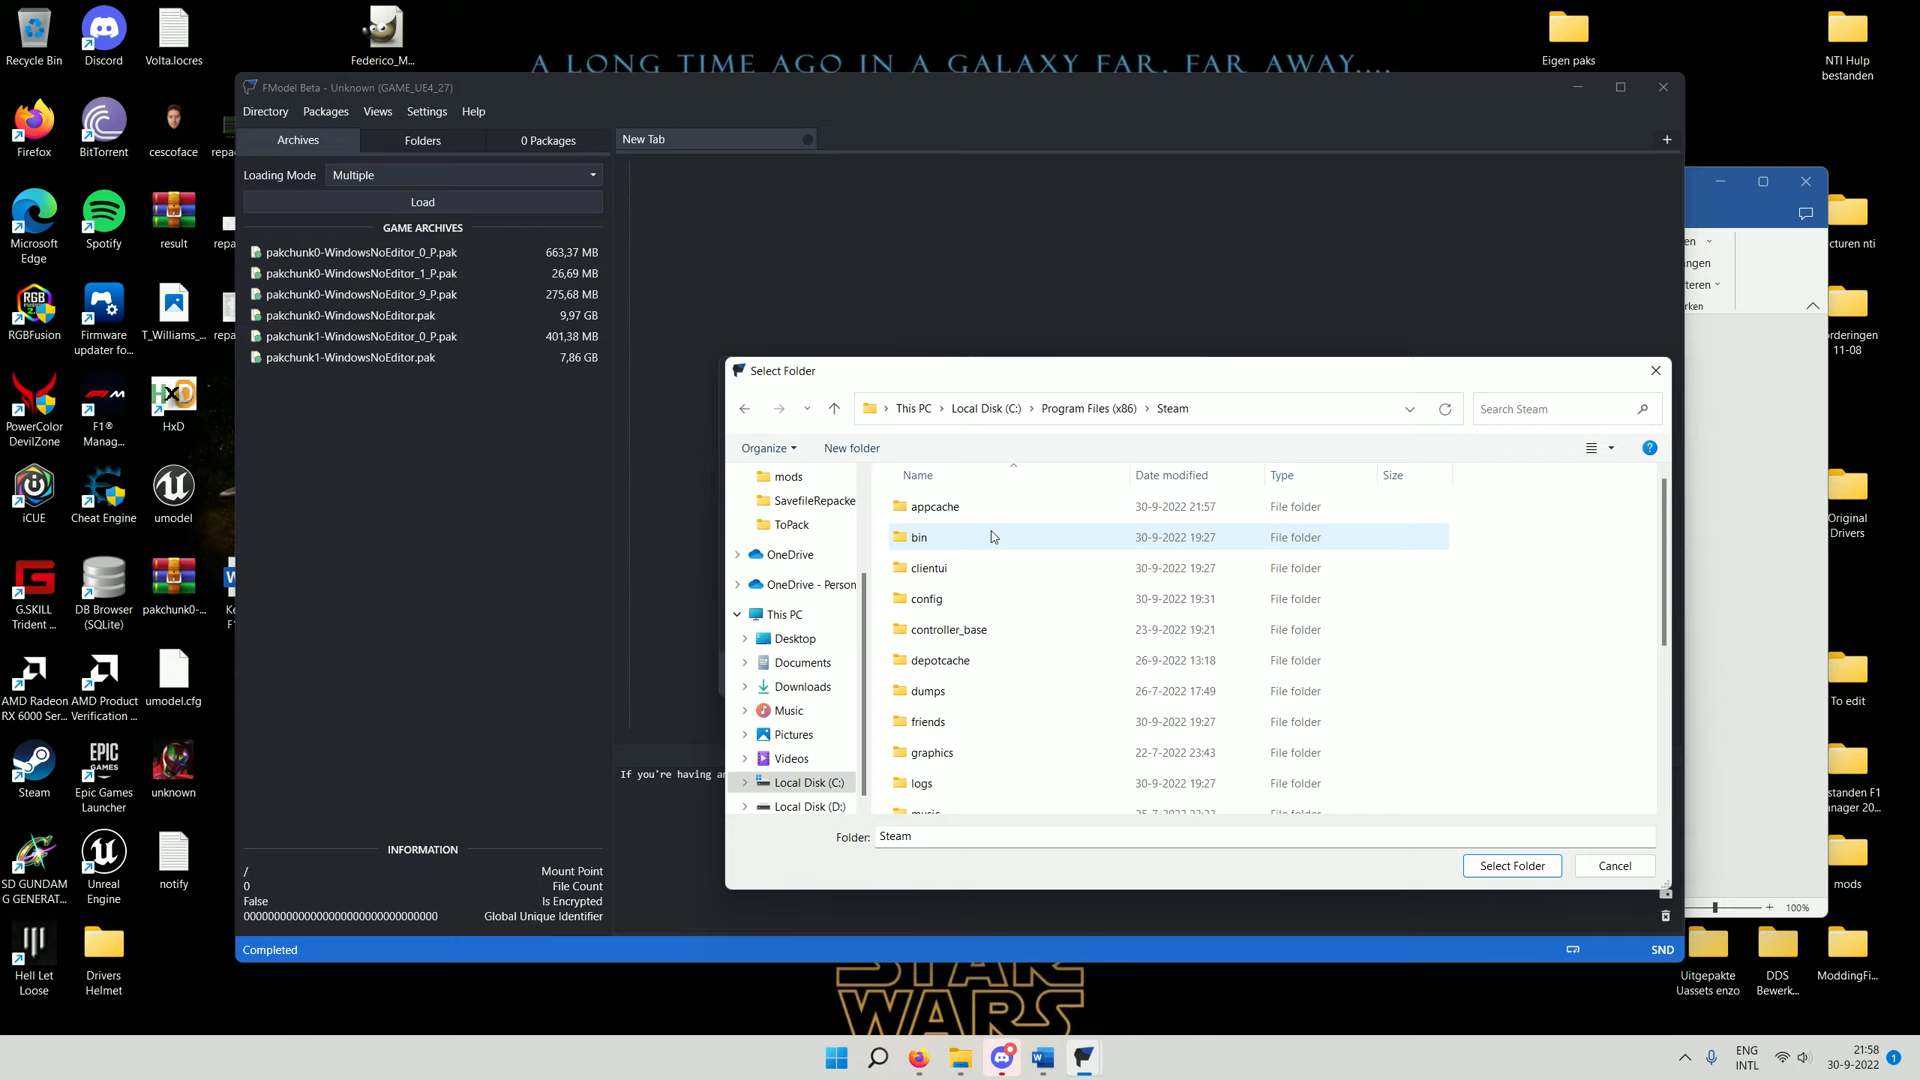 A LONG TIME AGO IN A GALAXY FAR, FAR AWAY....
STAR
WARS
Recycle Bin
Discord
Volta.locres
Federico_M...
Eigen paks
NTI Hulp
bestanden
Firefox
BitTorrent
cescoface
Microsoft
Edge
Spotify
result
RGBFusion
Firmware
updater fo...
T_Williams_...
PowerColor
DevilZone
F1®
Manag...
HxD
iCUE
Cheat Engine
umodel
G.SKILL
Trident ...
DB Browser
(SQLite)
pakchunk0-...
AMD Radeon
RX 6000 Ser...
AMD Product
Verification ...
umodel.cfg
Steam
Epic Games
Launcher
unknown
SD GUNDAM
G GENERAT...
Unreal
Engine
notify
Hell Let
Loose
Drivers
Helmet
FModel Beta - Unknown (GAME_UE4_27)
Directory Packages Views Settings Help
Archives Folders 0 Packages
New Tab
Loading Mode Multiple
Load
GAME ARCHIVES
pakchunk0-WindowsNoEditor_0_P.pak 663,37 MB
pakchunk0-WindowsNoEditor_1_P.pak 26,69 MB
pakchunk0-WindowsNoEditor_9_P.pak 275,68 MB
pakchunk0-WindowsNoEditor.pak 9,97 GB
pakchunk1-WindowsNoEditor_0_P.pak 401,38 MB
pakchunk1-WindowsNoEditor.pak 7,86 GB
INFORMATION
/ Mount Point
0 File Count
False Is Encrypted
00000000000000000000000000000000 Global Unique Identifier
Completed
SND
If you're having an
Select Folder
This PC Local Disk (C:) Program Files (x86) Steam
Search Steam
Organize New folder
Name Date modified Type Size
mods
SavefileRepacke
ToPack
OneDrive
OneDrive - Person
This PC
Desktop
Documents
Downloads
Music
Pictures
Videos
Local Disk (C:)
Local Disk (D:)
appcache 30-9-2022 21:57 File folder
bin 30-9-2022 19:27 File folder
clientui 30-9-2022 19:27 File folder
config 30-9-2022 19:31 File folder
controller_base 23-9-2022 19:21 File folder
depotcache 26-9-2022 13:18 File folder
dumps 26-7-2022 17:49 File folder
friends 30-9-2022 19:27 File folder
graphics 22-7-2022 23:43 File folder
logs 30-9-2022 19:27 File folder
Folder: Steam
Select Folder Cancel
cturen nti
orderingen
11-08
Original
Drivers
To edit
standen F1
anager 20...
mods
100%
Uitgepakte
Uassets enzo
DDS
Bewerk...
ModdingFi...
ENG
INTL
21:58
30-9-2022
1